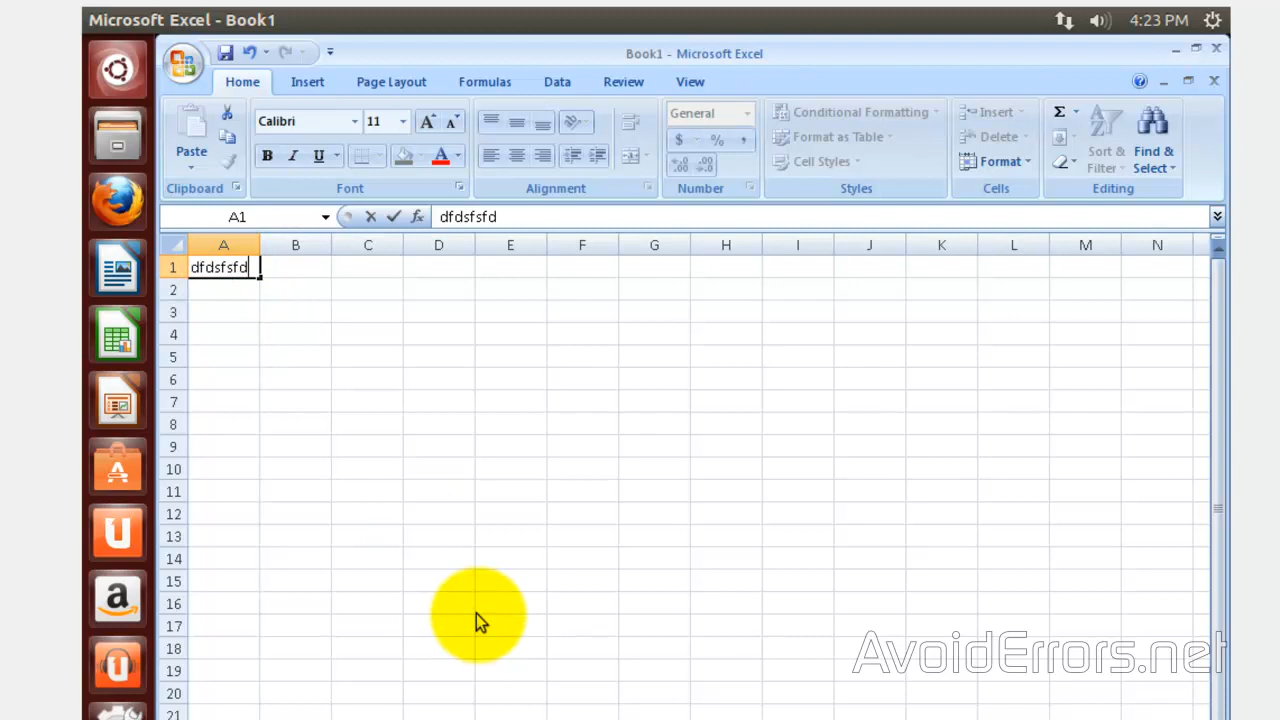 Microsoft Excel - Book1
4:23 PM
Book1 - Microsoft Excel
Home Insert Page Layout Formulas Data Review View
Paste
Clipboard
Calibri 11 A A
B I U A
Font
Alignment
General
$ % ,
.00 .00
Number
Conditional Formatting
Format as Table
Cell Styles
Styles
Insert
Delete
Format
Cells
Σ
Sort & Filter
Find & Select
Editing
A1 fx dfdsfsfd
A B C D E F G H I J K L M N
1 dfdsfsfd
2
3
4
5
6
7
8
9
10
11
12
13
14
15
16
17
18
19
20
21
AvoidErrors.net